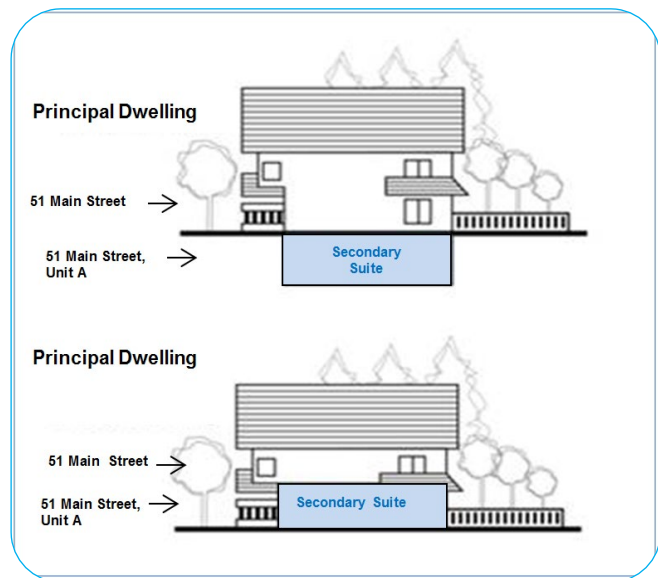 Principal Dwelling
51 Main Street
51 Main Street,
Unit A
Secondary
Suite
Principal Dwelling
51 Main Street
51 Main Street,
Unit A
Secondary Suite